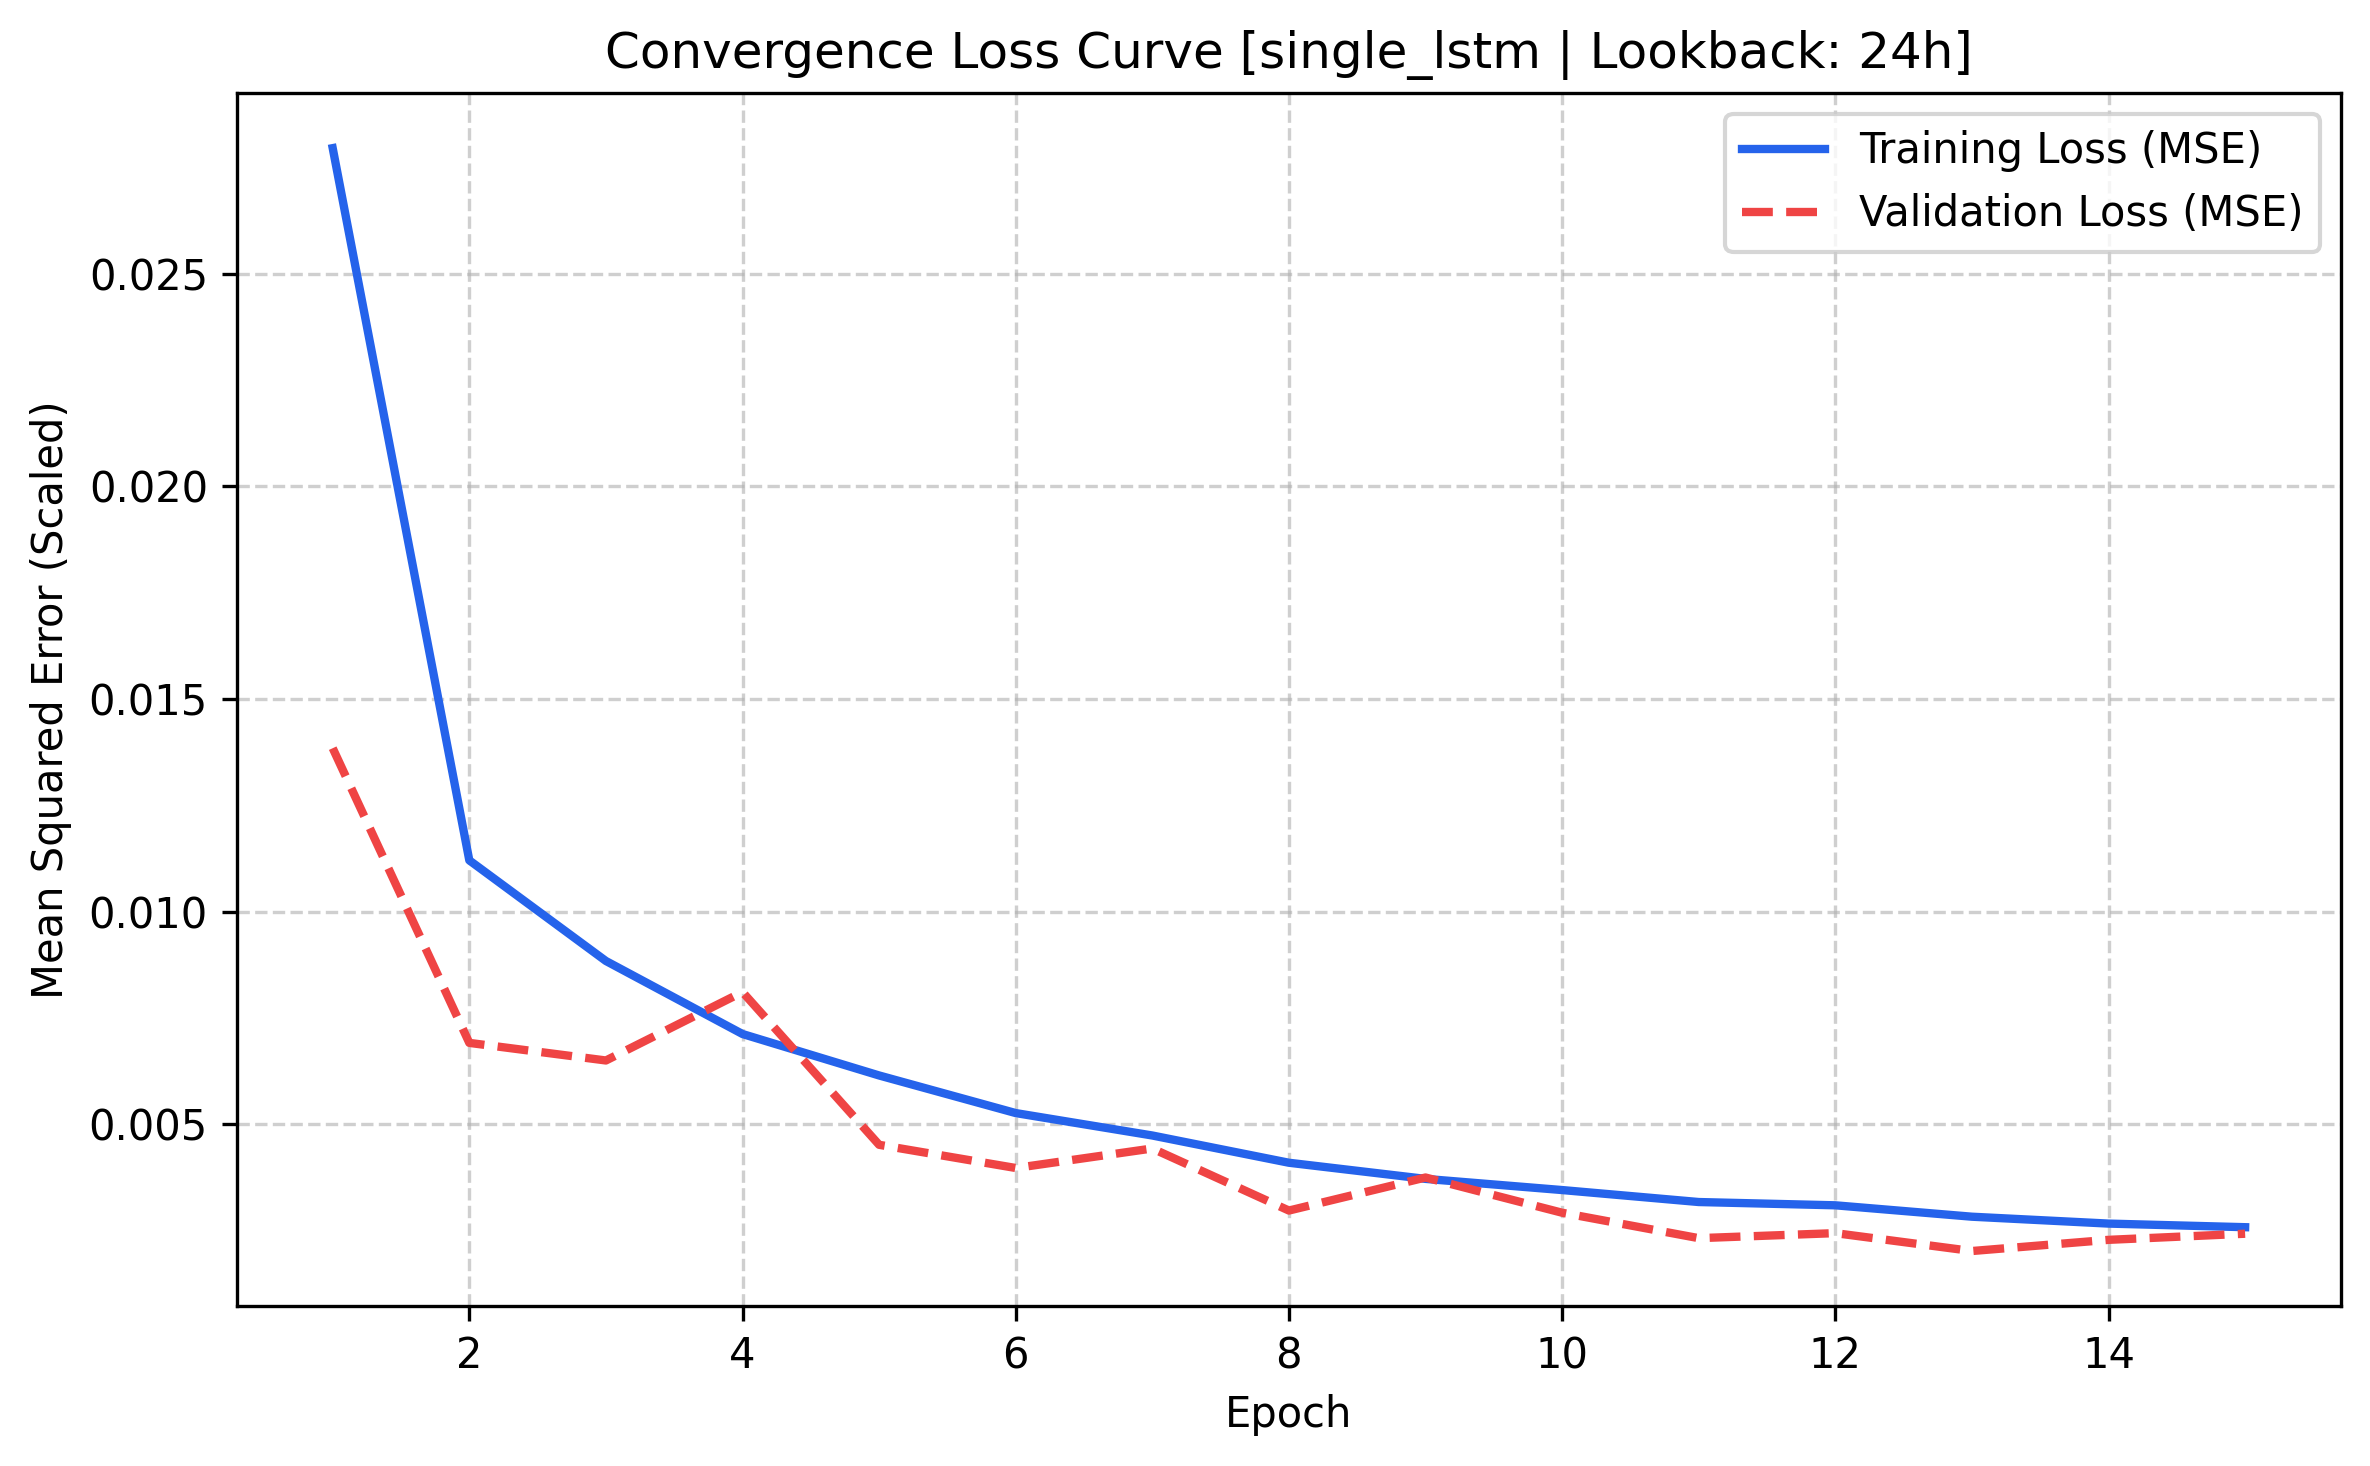 Convergence Loss Curve [single_lstm | Lookback: 24h]
Training Loss (MSE)
Validation Loss (MSE)
Mean Squared Error (Scaled)
0.025
0.020
0.015
0.010
0.005
2 4 6 8 10 12 14
Epoch